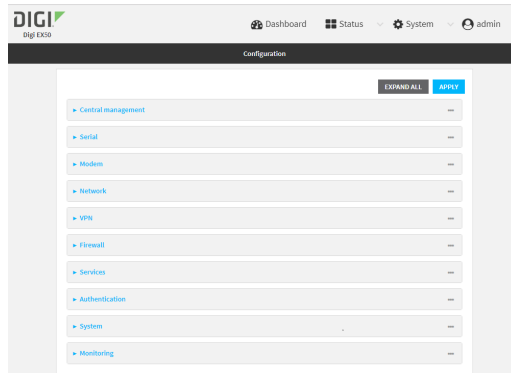 DIGI.
Digi EX50
Dashboard Status System admin
Configuration
EXPAND ALL APPLY
Central management
Serial
Modem
Network
VPN
Firewall
Services
Authentication
System
Monitoring